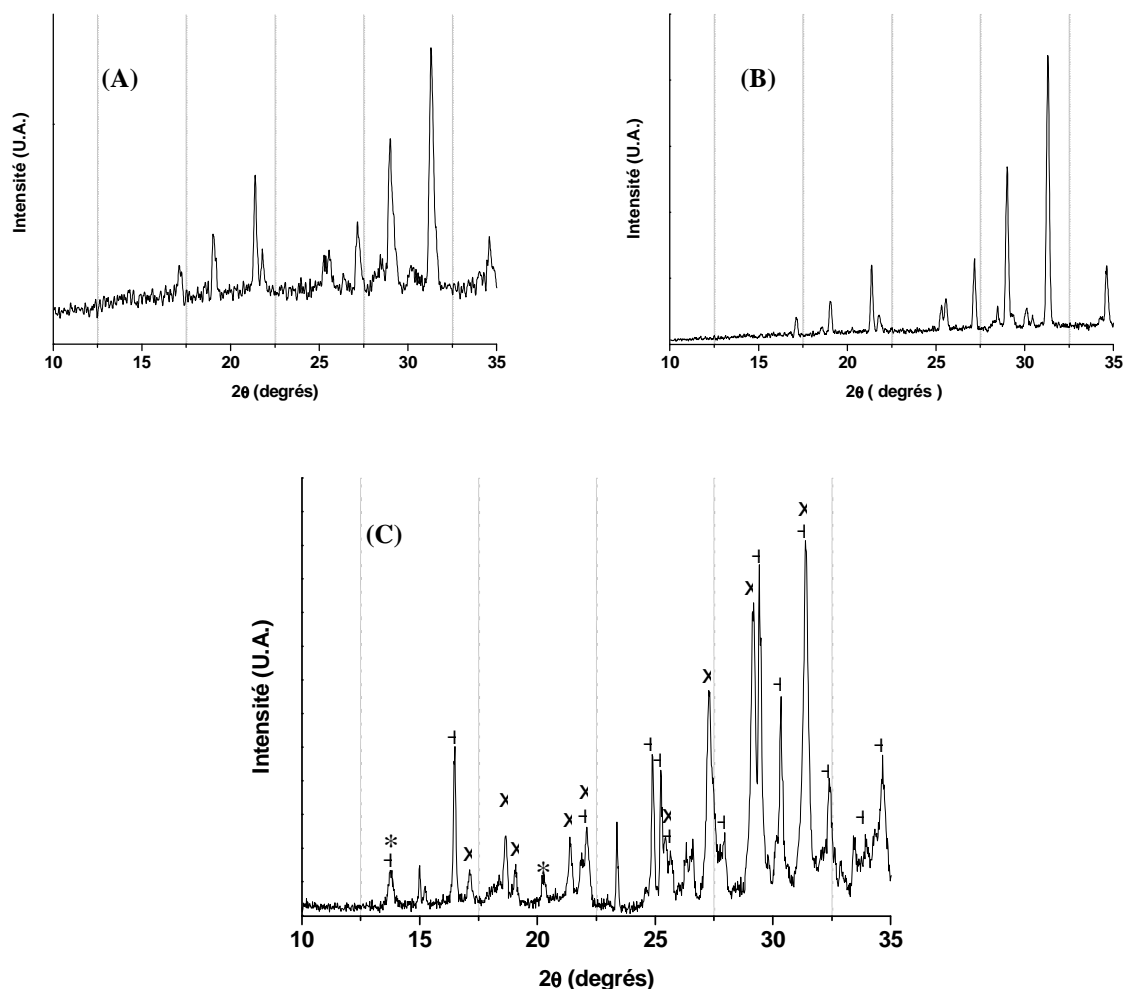 (A)
Intensité (U.A.)
10 15 20 25 30 35
2θ (degrés)
(B)
Intensité (U.A.)
10 15 20 25 30 35
2θ ( degrés )
(C)
Intensité (U.A.)
x
x
x
x
x
x
x
x
x
*
*
10 15 20 25 30 35
2θ (degrés)